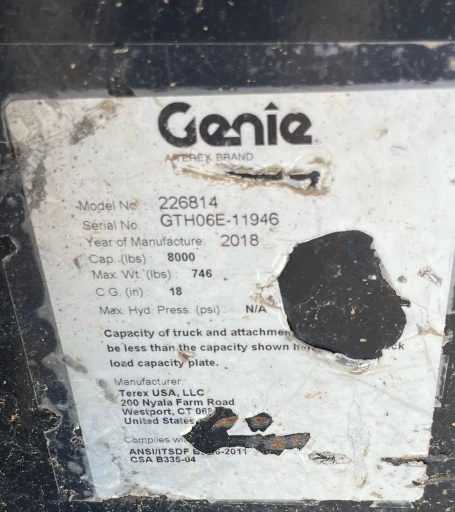 Genie
A TEREX BRAND
Model No: 226814
Serial No: GTH06E-11946
Year of Manufacture: 2018
Cap. (lbs) : 8000
Max. Wt. (lbs) : 746
C.G. (in) : 18
Max. Hyd. Press. (psi) : N/A
Capacity of truck and
be less than the capacity shown
load capacity plate.
Manufacturer:
Terex USA, LLC
200 Nyala Farm Road
Westport, CT
United States
Complies
ANSI/ITSDF
CSA B335-04